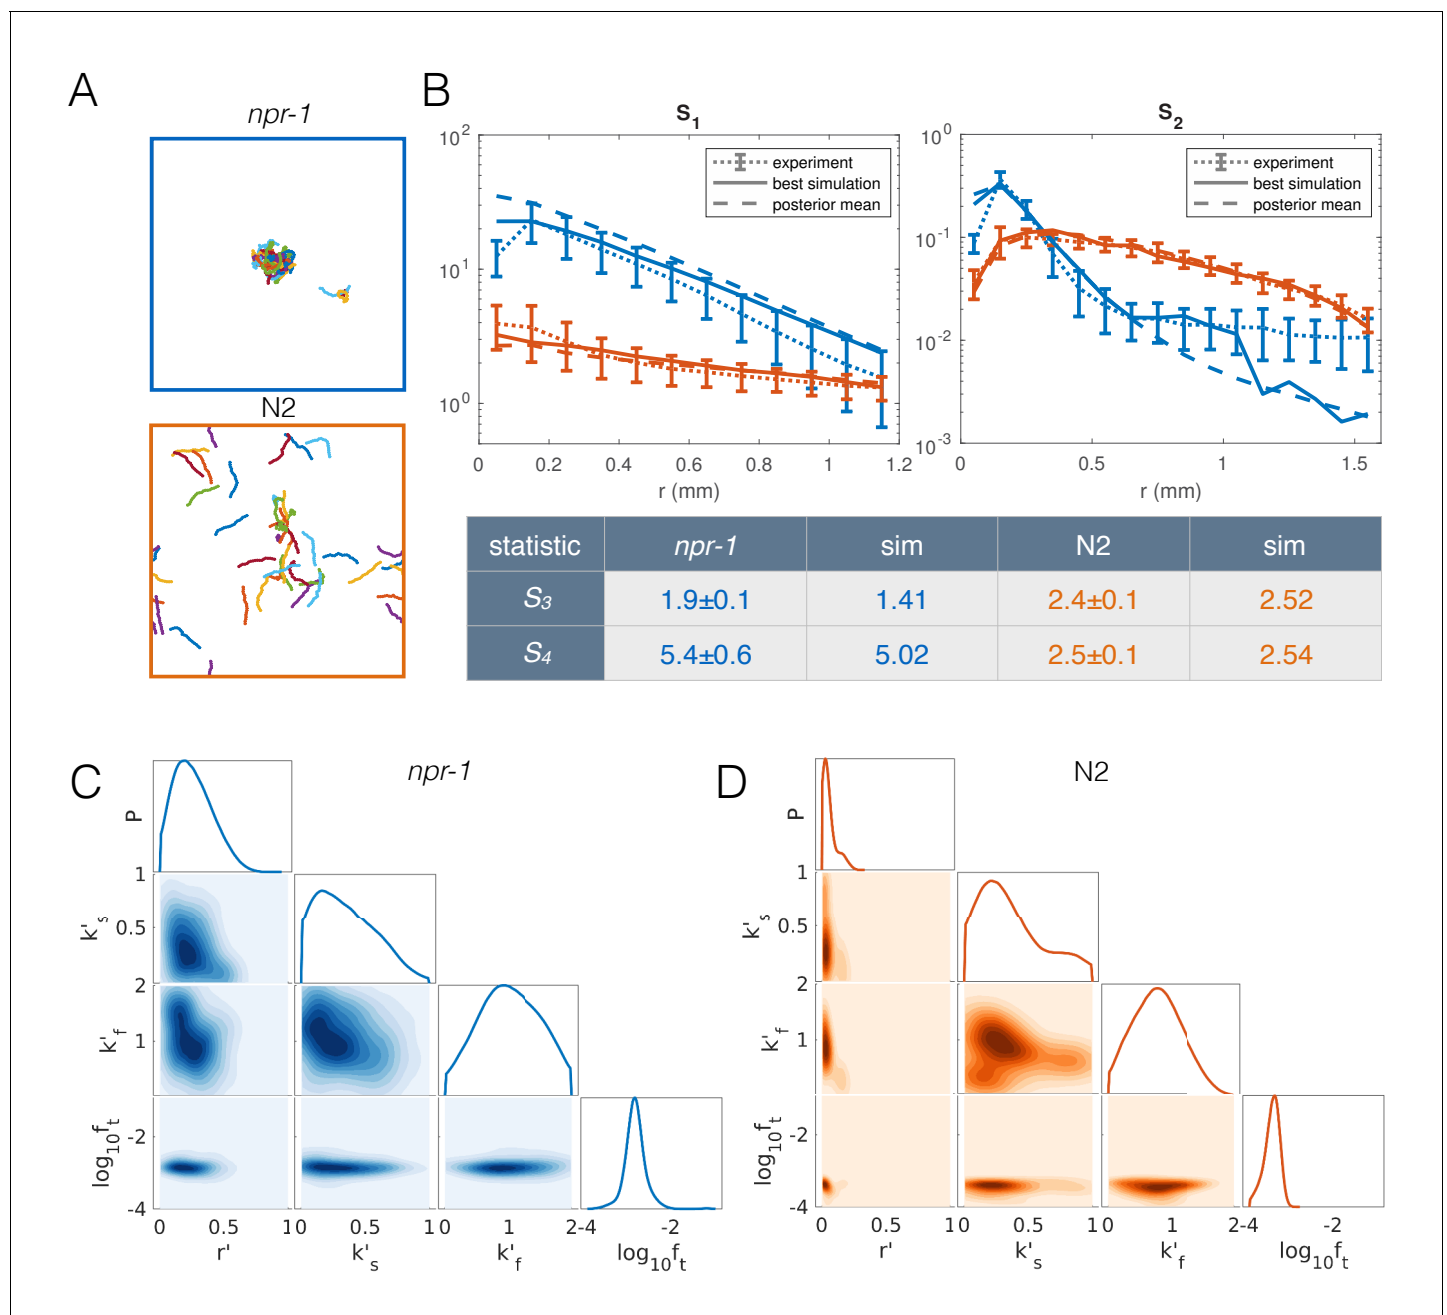 A
npr-1
N2
B
S1
10^2
10^1
10^0
experiment
best simulation
posterior mean
0 0.2 0.4 0.6 0.8 1 1.2
r (mm)
S2
10^0
10^-1
10^-2
10^-3
experiment
best simulation
posterior mean
0 0.5 1 1.5
r (mm)
statistic npr-1 sim N2 sim
S3 1.9±0.1 1.41 2.4±0.1 2.52
S4 5.4±0.6 5.02 2.5±0.1 2.54
C
npr-1
P
1
k's 0.5
2
k'f 1
log10ft -2
-4
0 0.5 1 0 0.5 1 0 1 2 -4 -2
r' k's k'f log10ft
D
N2
P
1
k's 0.5
2
k'f 1
log10ft -2
-4
0 0.5 1 0 0.5 1 0 1 2 -4 -2
r' k's k'f log10ft